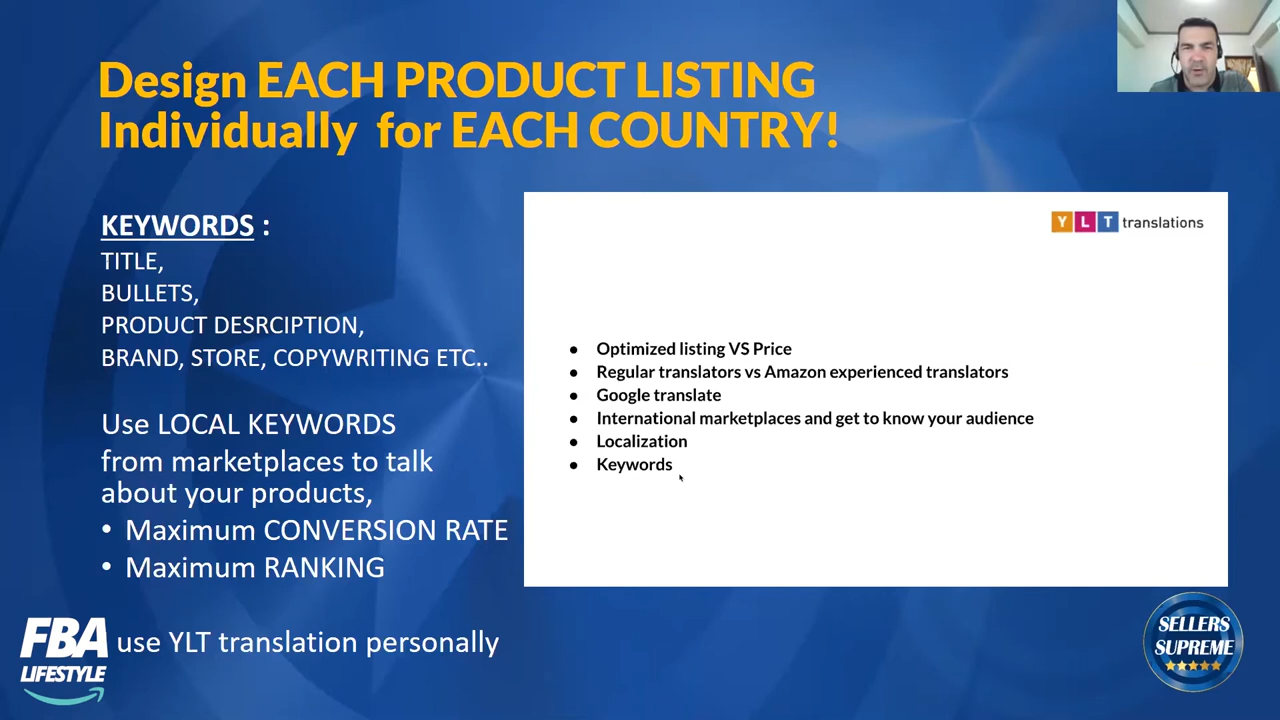 Design EACH PRODUCT LISTING
Individually for EACH COUNTRY!
KEYWORDS :
TITLE,
BULLETS,
PRODUCT DESRCIPTION,
BRAND, STORE, COPYWRITING ETC..
Use LOCAL KEYWORDS
from marketplaces to talk
about your products,
• Maximum CONVERSION RATE
• Maximum RANKING
use YLT translation personally
YLT translations
• Optimized listing VS Price
• Regular translators vs Amazon experienced translators
• Google translate
• International marketplaces and get to know your audience
• Localization
• Keywords
FBA
LIFESTYLE
SELLERS
SUPREME